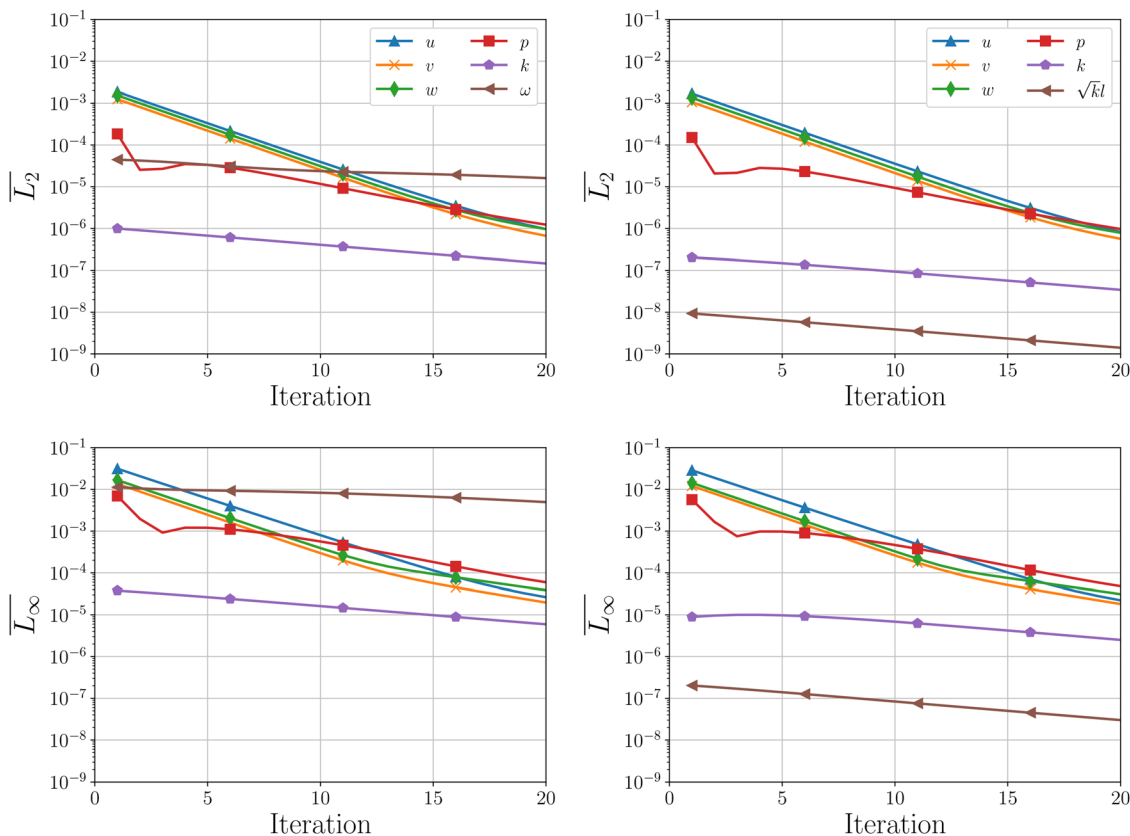 10⁻¹
10⁻²
10⁻³
10⁻⁴
10⁻⁵
10⁻⁶
10⁻⁷
10⁻⁸
10⁻⁹
L̅₂
u p
v k
w ω
0 5 10 15 20
Iteration
10⁻¹
10⁻²
10⁻³
10⁻⁴
10⁻⁵
10⁻⁶
10⁻⁷
10⁻⁸
10⁻⁹
L̅₂
u p
v k
w √kl
0 5 10 15 20
Iteration
10⁻¹
10⁻²
10⁻³
10⁻⁴
10⁻⁵
10⁻⁶
10⁻⁷
10⁻⁸
10⁻⁹
L̅∞
0 5 10 15 20
Iteration
10⁻¹
10⁻²
10⁻³
10⁻⁴
10⁻⁵
10⁻⁶
10⁻⁷
10⁻⁸
10⁻⁹
L̅∞
0 5 10 15 20
Iteration